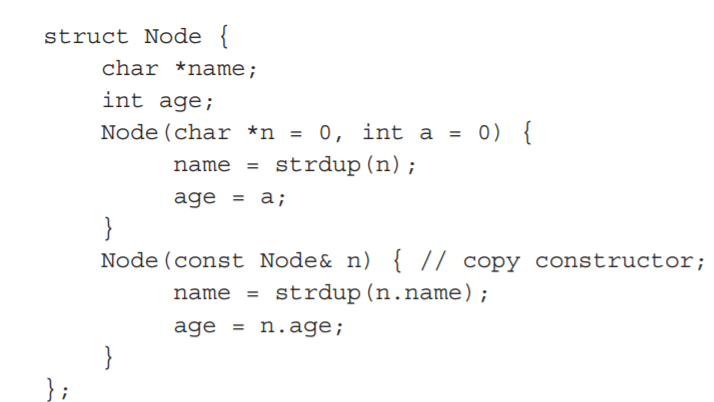 struct Node {
    char *name;
    int age;
    Node(char *n = 0, int a = 0) {
        name = strdup(n);
        age = a;
    }
    Node(const Node& n) { // copy constructor;
        name = strdup(n.name);
        age = n.age;
    }
};